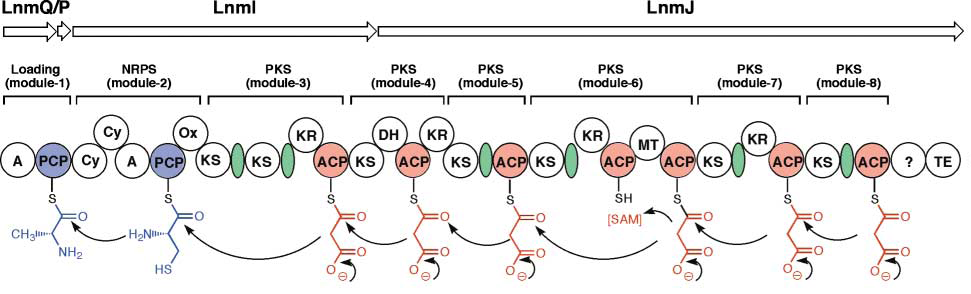 LnmQ/P LnmI LnmJ
Loading NRPS PKS PKS PKS PKS PKS PKS
(module-1) (module-2) (module-3) (module-4) (module-5) (module-6) (module-7) (module-8)
Cy Ox KR DH KR KR MT KR
A PCP Cy A PCP KS KS ACP KS ACP KS ACP KS ACP ACP KS ACP KS ACP ? TE
S S S S S SH S S S
O O O O O O O O
CH3 H2N [SAM]
NH2 O O O O O O
HS O⊖ O⊖ O⊖ O⊖ O⊖ O⊖